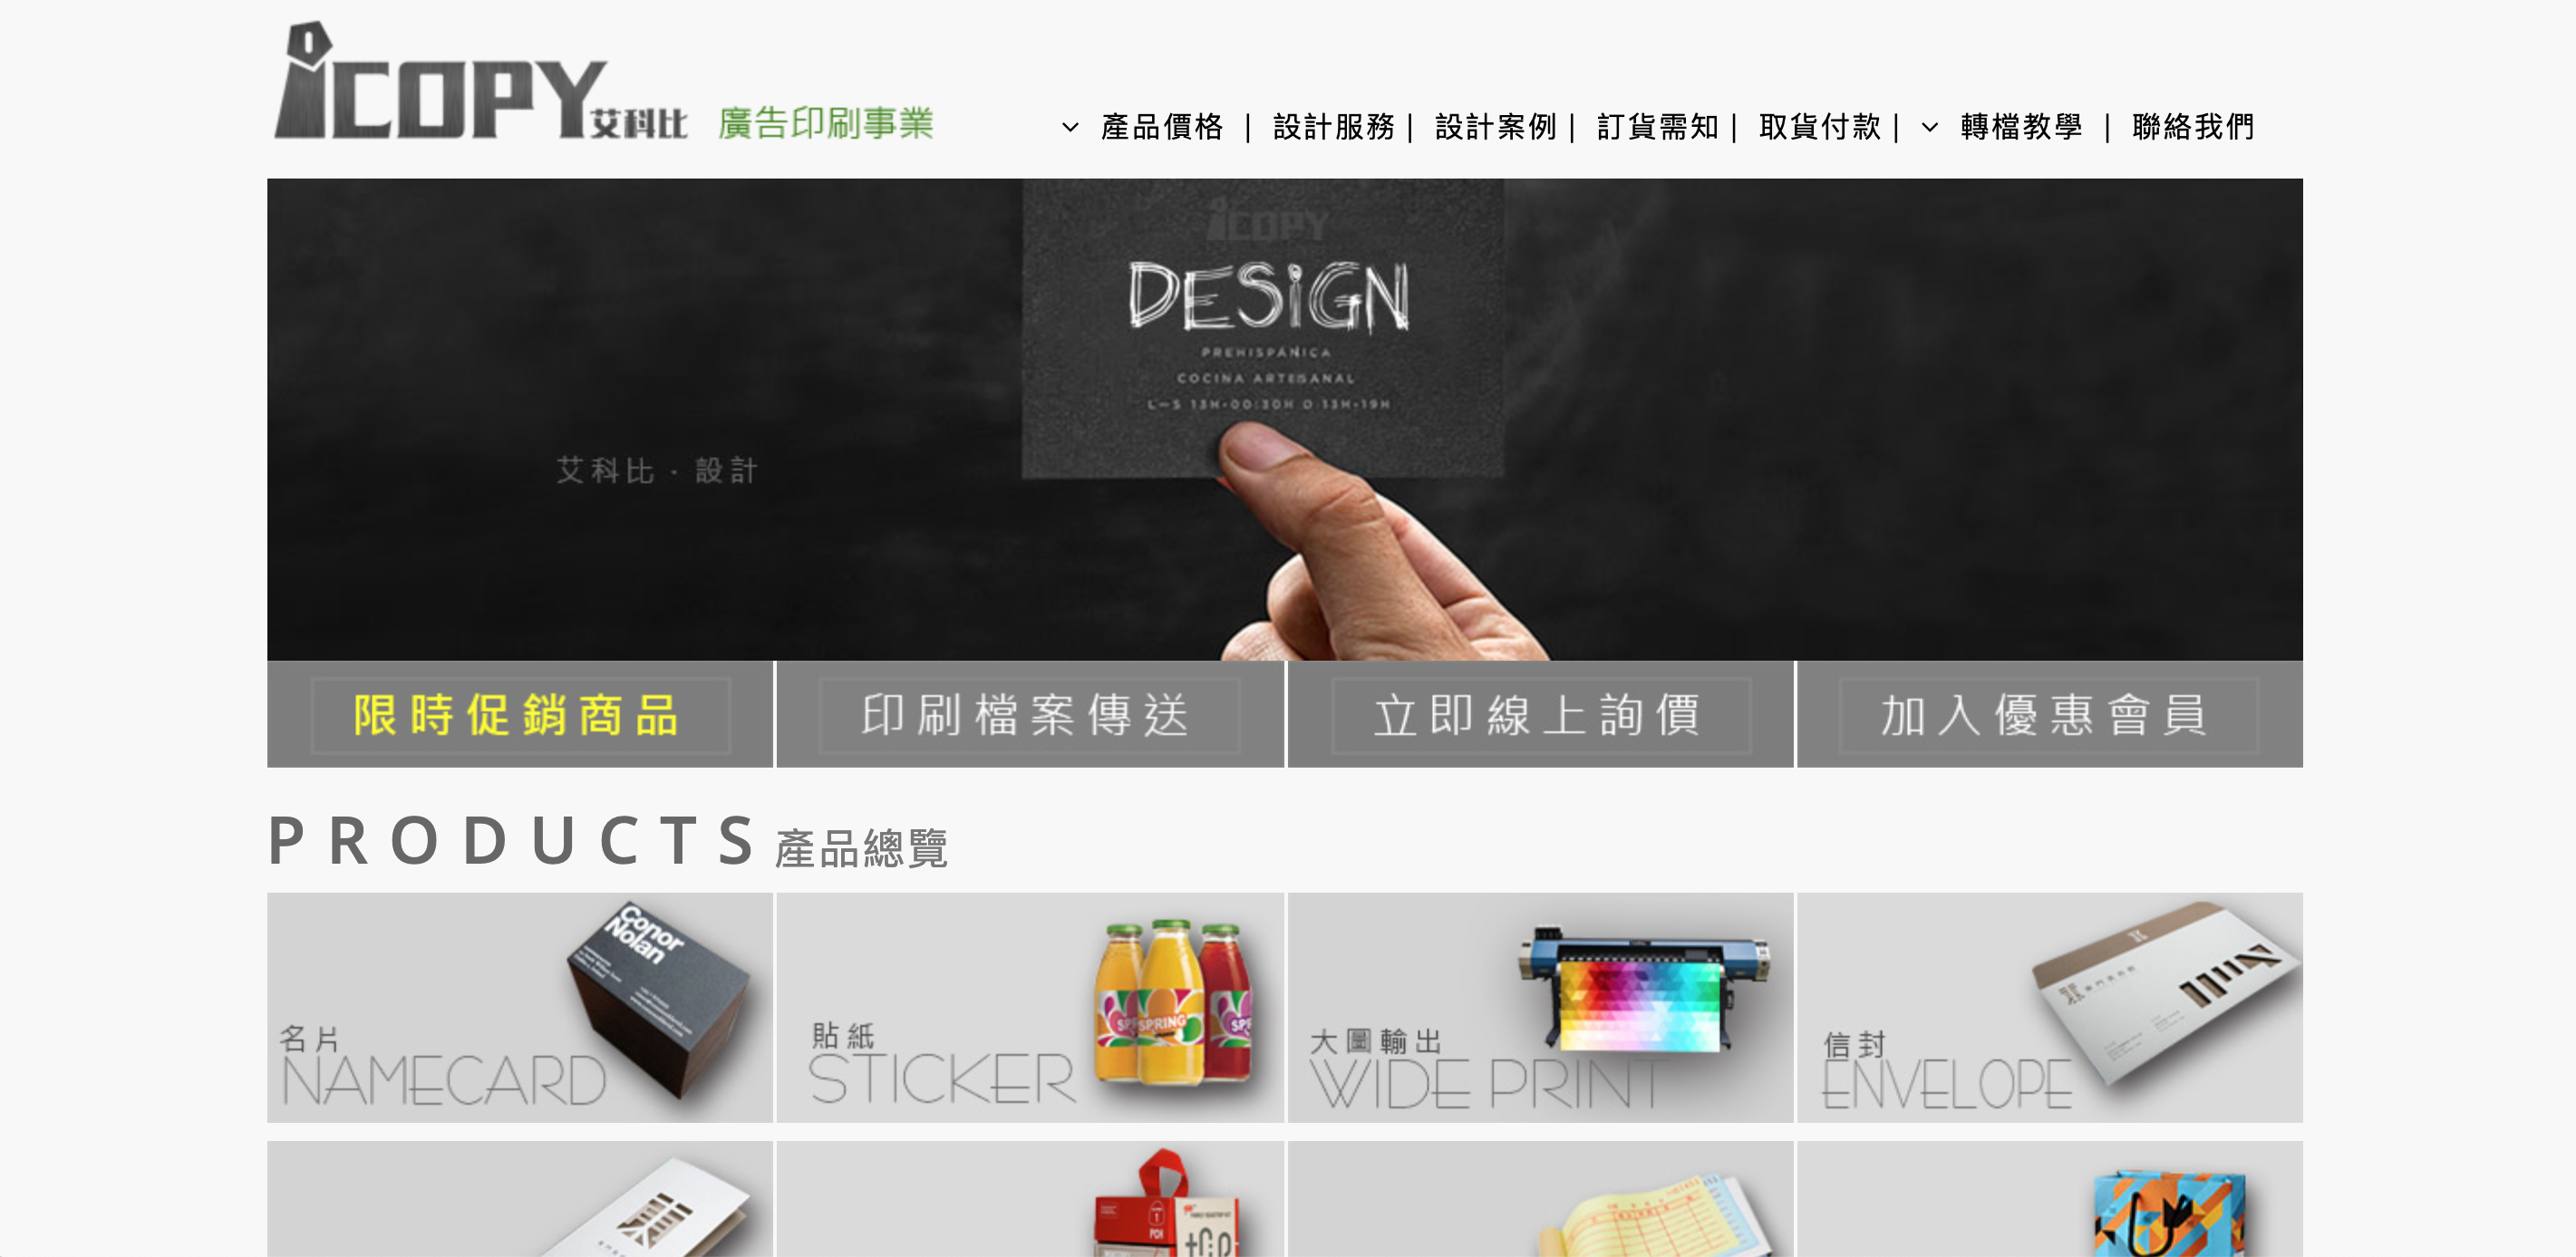 iCOPY艾科比 廣告印刷事業
產品價格 | 設計服務 | 設計案例 | 訂貨需知 | 取貨付款 | 轉檔教學 | 聯絡我們
iCOPY
DESiGN
PREHISPÁNICA
COCINA ARTESANAL
L—S 13H-00:30H D 13H-19H
艾科比·設計
限時促銷商品 印刷檔案傳送 立即線上詢價 加入優惠會員
PRODUCTS 產品總覽
Conor
Nolan
SPRING
名片
NAMECARD
貼紙
STICKER
大圖輸出
WIDE PRINT
信封
ENVELOPE